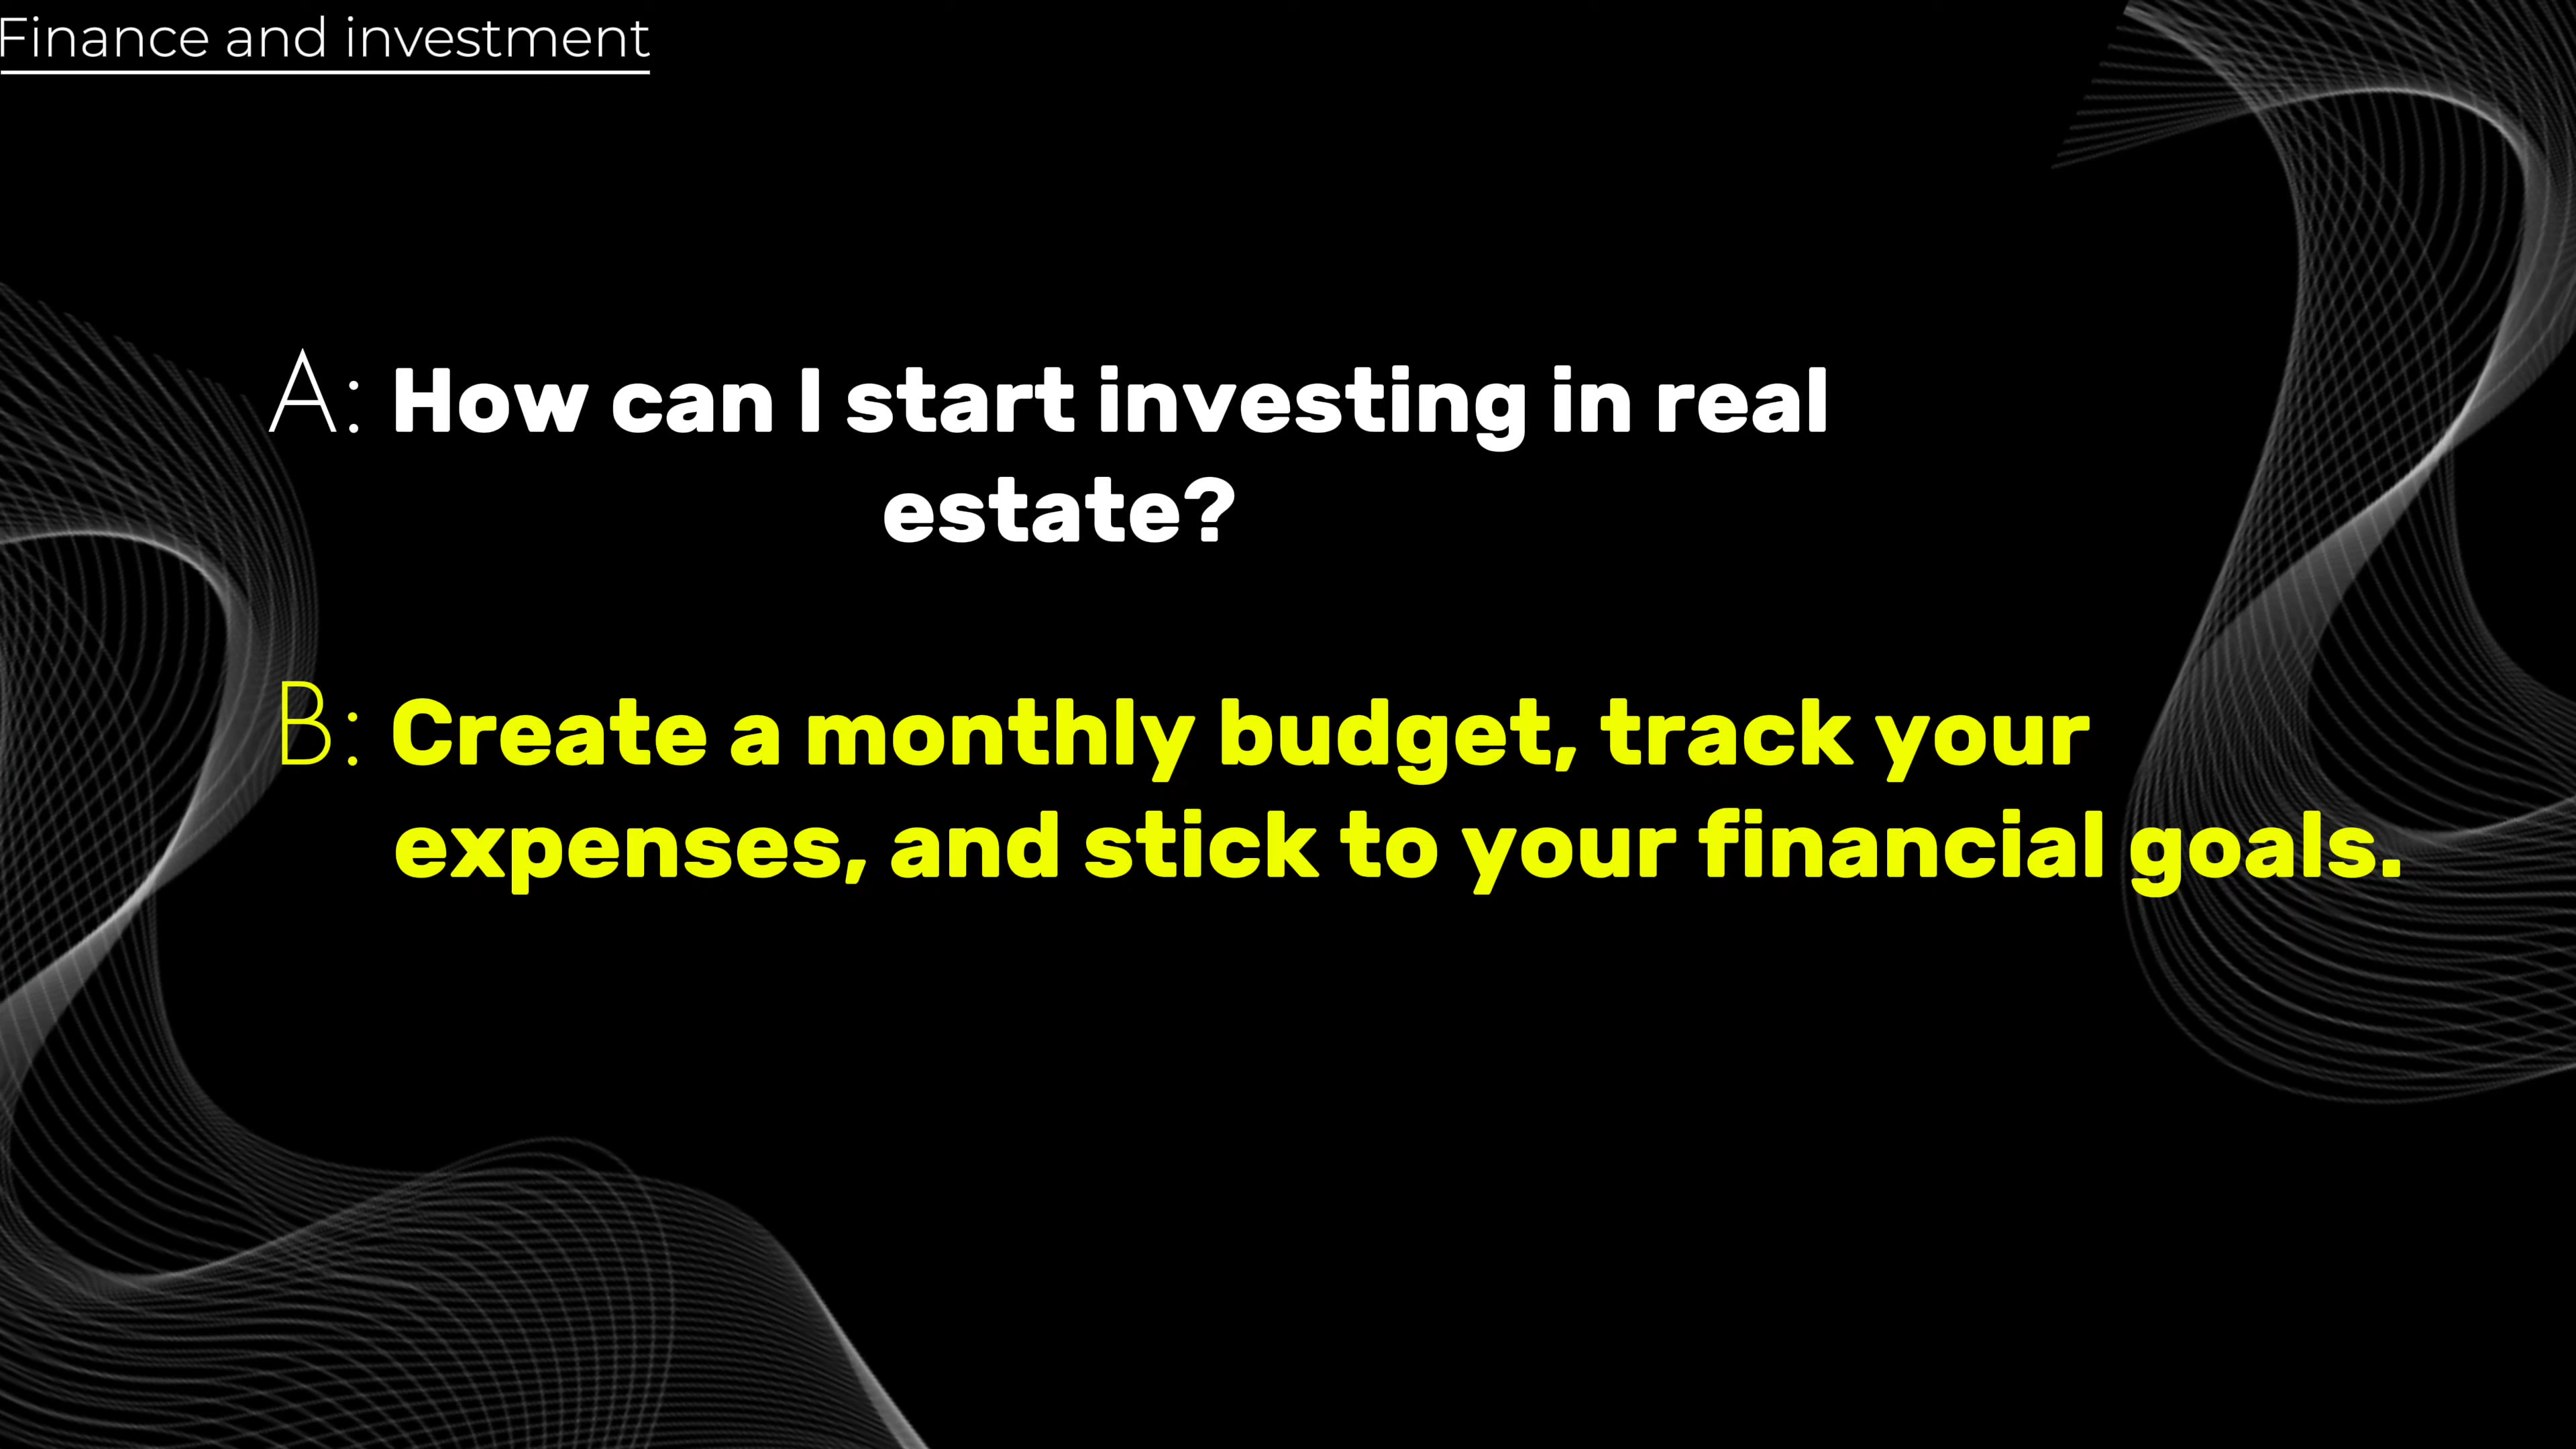 Finance and investment
A: How can I start investing in real
estate?
B: Create a monthly budget, track your
expenses, and stick to your financial goals.